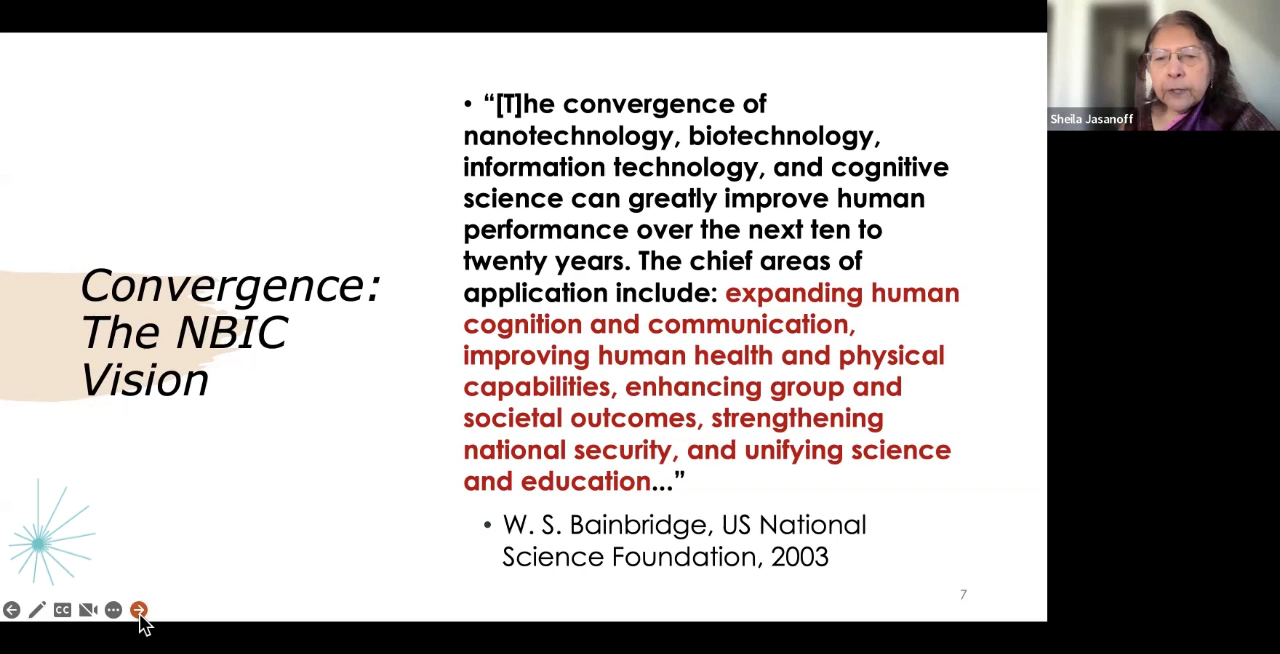 Convergence:
The NBIC
Vision
• “[T]he convergence of
nanotechnology, biotechnology,
information technology, and cognitive
science can greatly improve human
performance over the next ten to
twenty years. The chief areas of
application include: expanding human
cognition and communication,
improving human health and physical
capabilities, enhancing group and
societal outcomes, strengthening
national security, and unifying science
and education...”
• W. S. Bainbridge, US National
Science Foundation, 2003
7
CC
Sheila Jasanoff